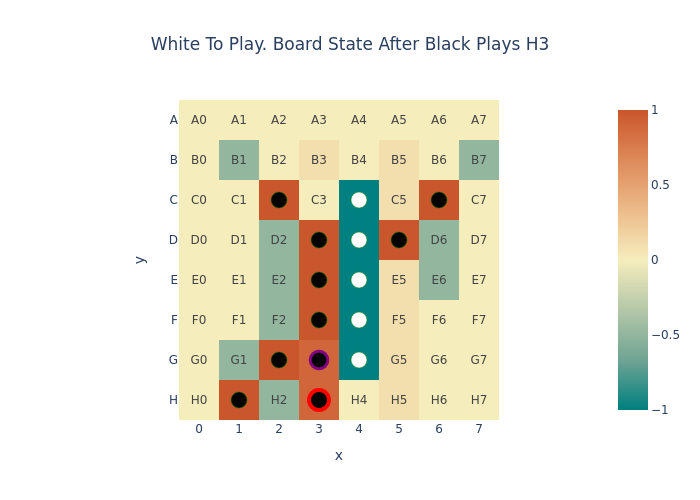 White To Play. Board State After Black Plays H3
A A0 A1 A2 A3 A4 A5 A6 A7
B B0 B1 B2 B3 B4 B5 B6 B7
C C0 C1 C3 C5 C7
D D0 D1 D2 D6 D7
E E0 E1 E2 E5 E6 E7
F F0 F1 F2 F5 F6 F7
G G0 G1 G5 G6 G7
H H0 H2 H4 H5 H6 H7
0 1 2 3 4 5 6 7
x
y
1
0.5
0
−0.5
−1